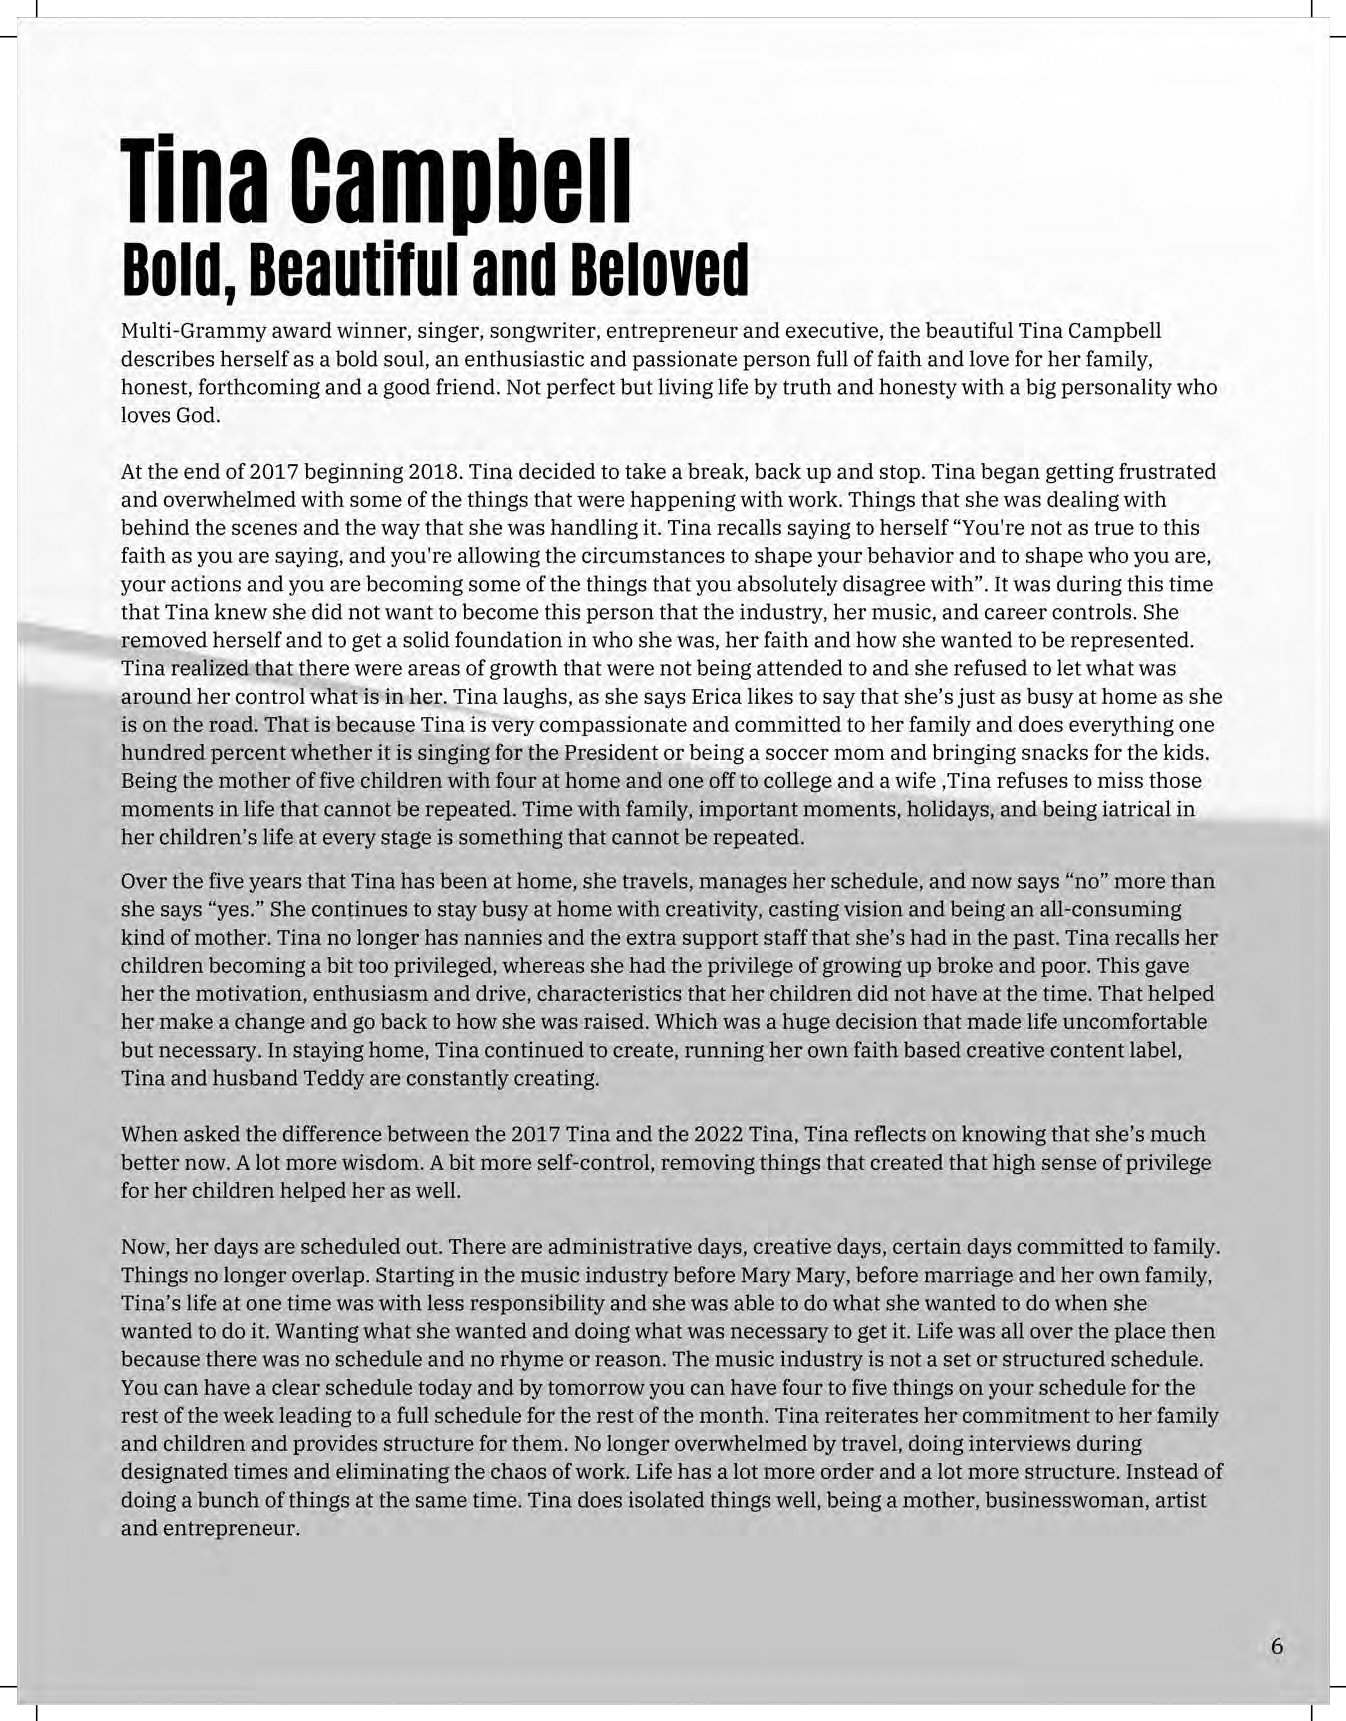 Tina Campbell
Bold, Beautiful and Beloved
Multi-Grammy award winner, singer, songwriter, entrepreneur and executive, the beautiful Tina Campbell
describes herself as a bold soul, an enthusiastic and passionate person full of faith and love for her family,
honest, forthcoming and a good friend. Not perfect but living life by truth and honesty with a big personality who
loves God.
At the end of 2017 beginning 2018. Tina decided to take a break, back up and stop. Tina began getting frustrated
and overwhelmed with some of the things that were happening with work. Things that she was dealing with
behind the scenes and the way that she was handling it. Tina recalls saying to herself “You're not as true to this
faith as you are saying, and you're allowing the circumstances to shape your behavior and to shape who you are,
your actions and you are becoming some of the things that you absolutely disagree with”. It was during this time
that Tina knew she did not want to become this person that the industry, her music, and career controls. She
removed herself and to get a solid foundation in who she was, her faith and how she wanted to be represented.
Tina realized that there were areas of growth that were not being attended to and she refused to let what was
around her control what is in her. Tina laughs, as she says Erica likes to say that she’s just as busy at home as she
is on the road. That is because Tina is very compassionate and committed to her family and does everything one
hundred percent whether it is singing for the President or being a soccer mom and bringing snacks for the kids.
Being the mother of five children with four at home and one off to college and a wife ,Tina refuses to miss those
moments in life that cannot be repeated. Time with family, important moments, holidays, and being iatrical in
her children’s life at every stage is something that cannot be repeated.
Over the five years that Tina has been at home, she travels, manages her schedule, and now says “no” more than
she says “yes.” She continues to stay busy at home with creativity, casting vision and being an all-consuming
kind of mother. Tina no longer has nannies and the extra support staff that she’s had in the past. Tina recalls her
children becoming a bit too privileged, whereas she had the privilege of growing up broke and poor. This gave
her the motivation, enthusiasm and drive, characteristics that her children did not have at the time. That helped
her make a change and go back to how she was raised. Which was a huge decision that made life uncomfortable
but necessary. In staying home, Tina continued to create, running her own faith based creative content label,
Tina and husband Teddy are constantly creating.
When asked the difference between the 2017 Tina and the 2022 Tina, Tina reflects on knowing that she’s much
better now. A lot more wisdom. A bit more self-control, removing things that created that high sense of privilege
for her children helped her as well.
Now, her days are scheduled out. There are administrative days, creative days, certain days committed to family.
Things no longer overlap. Starting in the music industry before Mary Mary, before marriage and her own family,
Tina’s life at one time was with less responsibility and she was able to do what she wanted to do when she
wanted to do it. Wanting what she wanted and doing what was necessary to get it. Life was all over the place then
because there was no schedule and no rhyme or reason. The music industry is not a set or structured schedule.
You can have a clear schedule today and by tomorrow you can have four to five things on your schedule for the
rest of the week leading to a full schedule for the rest of the month. Tina reiterates her commitment to her family
and children and provides structure for them. No longer overwhelmed by travel, doing interviews during
designated times and eliminating the chaos of work. Life has a lot more order and a lot more structure. Instead of
doing a bunch of things at the same time. Tina does isolated things well, being a mother, businesswoman, artist
and entrepreneur.
6